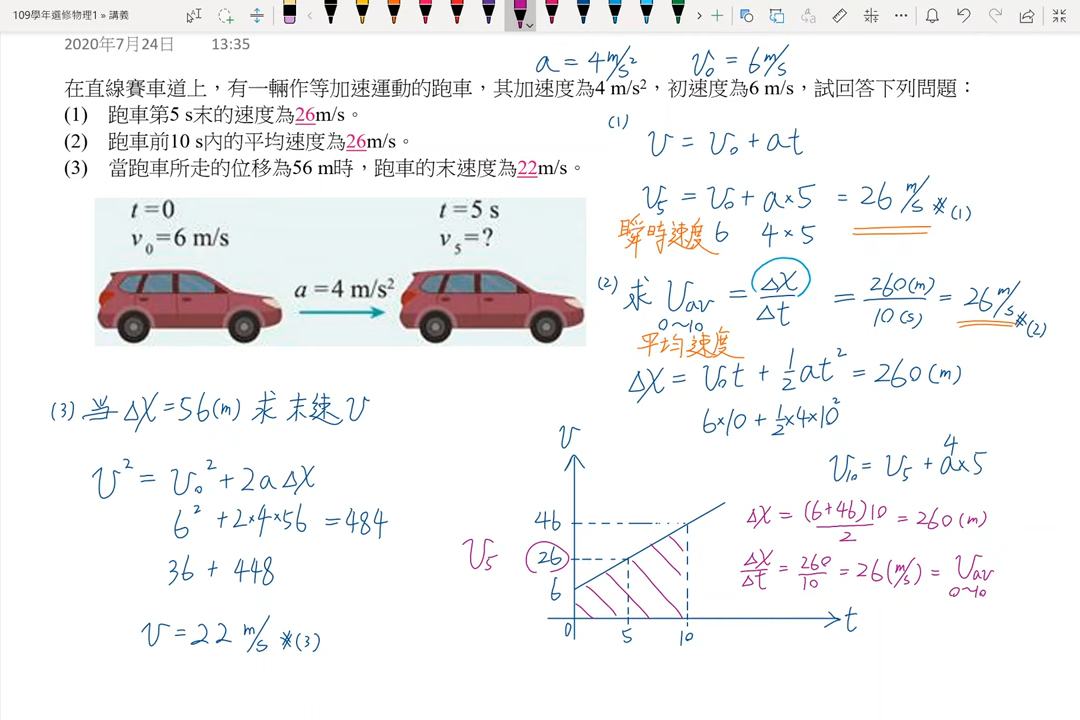 109學年選修物理1 » 講義
2020年7月24日 13:35
a = 4 m/s² v₀ = 6 m/s
在直線賽車道上，有一輛作等加速運動的跑車，其加速度為4 m/s²，初速度為6 m/s，試回答下列問題：
(1) 跑車第5 s末的速度為26m/s。
(2) 跑車前10 s內的平均速度為26m/s。
(3) 當跑車所走的位移為56 m時，跑車的末速度為22m/s。
t＝0
v₀＝6 m/s
a＝4 m/s²
t＝5 s
v₅＝?
(1)
v = v₀ + at
v₅ = v₀ + a×5 = 26 m/s ※(1)
瞬時速度 6 4×5
(2) 求 Vav = Δx/Δt = 260(m)/10(s) = 26 m/s ※(2)
0~10
平均速度
Δx = v₀t + ½at² = 260(m)
6×10 + ½×4×10²
v₁₀ = v₅ + a×5
4
(3) 当 Δx = 56(m) 求 末速 v
v² = v₀² + 2aΔx
6² + 2×4×56 = 484
36 + 448
v = 22 m/s ※(3)
v
46
v₅ 26
6
0 5 10 t
Δx = (6+46)10/2 = 260(m)
Δx/Δt = 260/10 = 26(m/s) = Vav
0~10